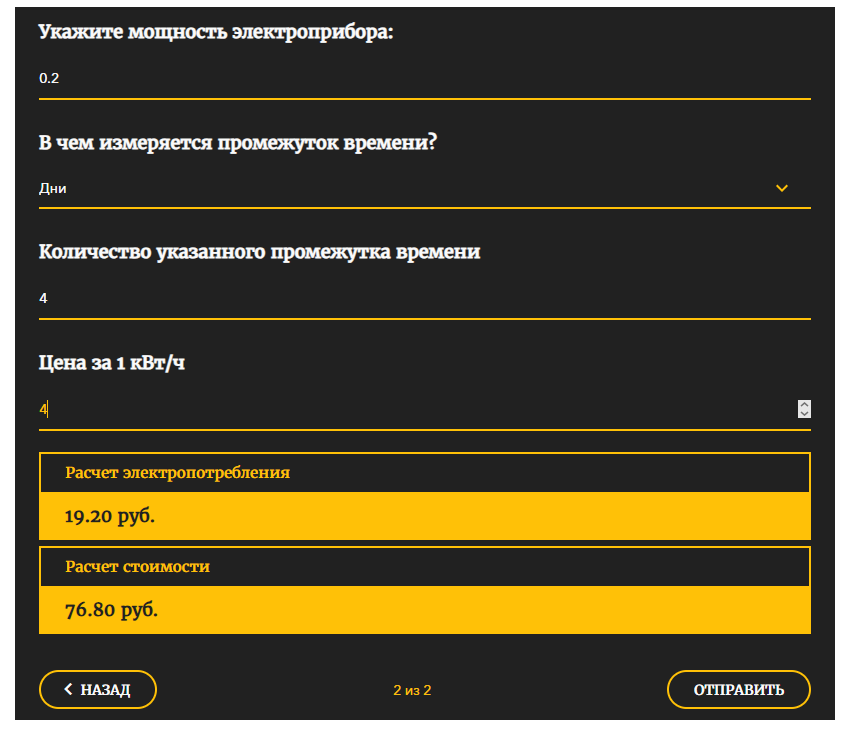 Укажите мощность электроприбора:
0.2
В чем измеряется промежуток времени?
Дни
Количество указанного промежутка времени
4
Цена за 1 кВт/ч
4
Расчет электропотребления
19.20 руб.
Расчет стоимости
76.80 руб.
НАЗАД
2 из 2
ОТПРАВИТЬ